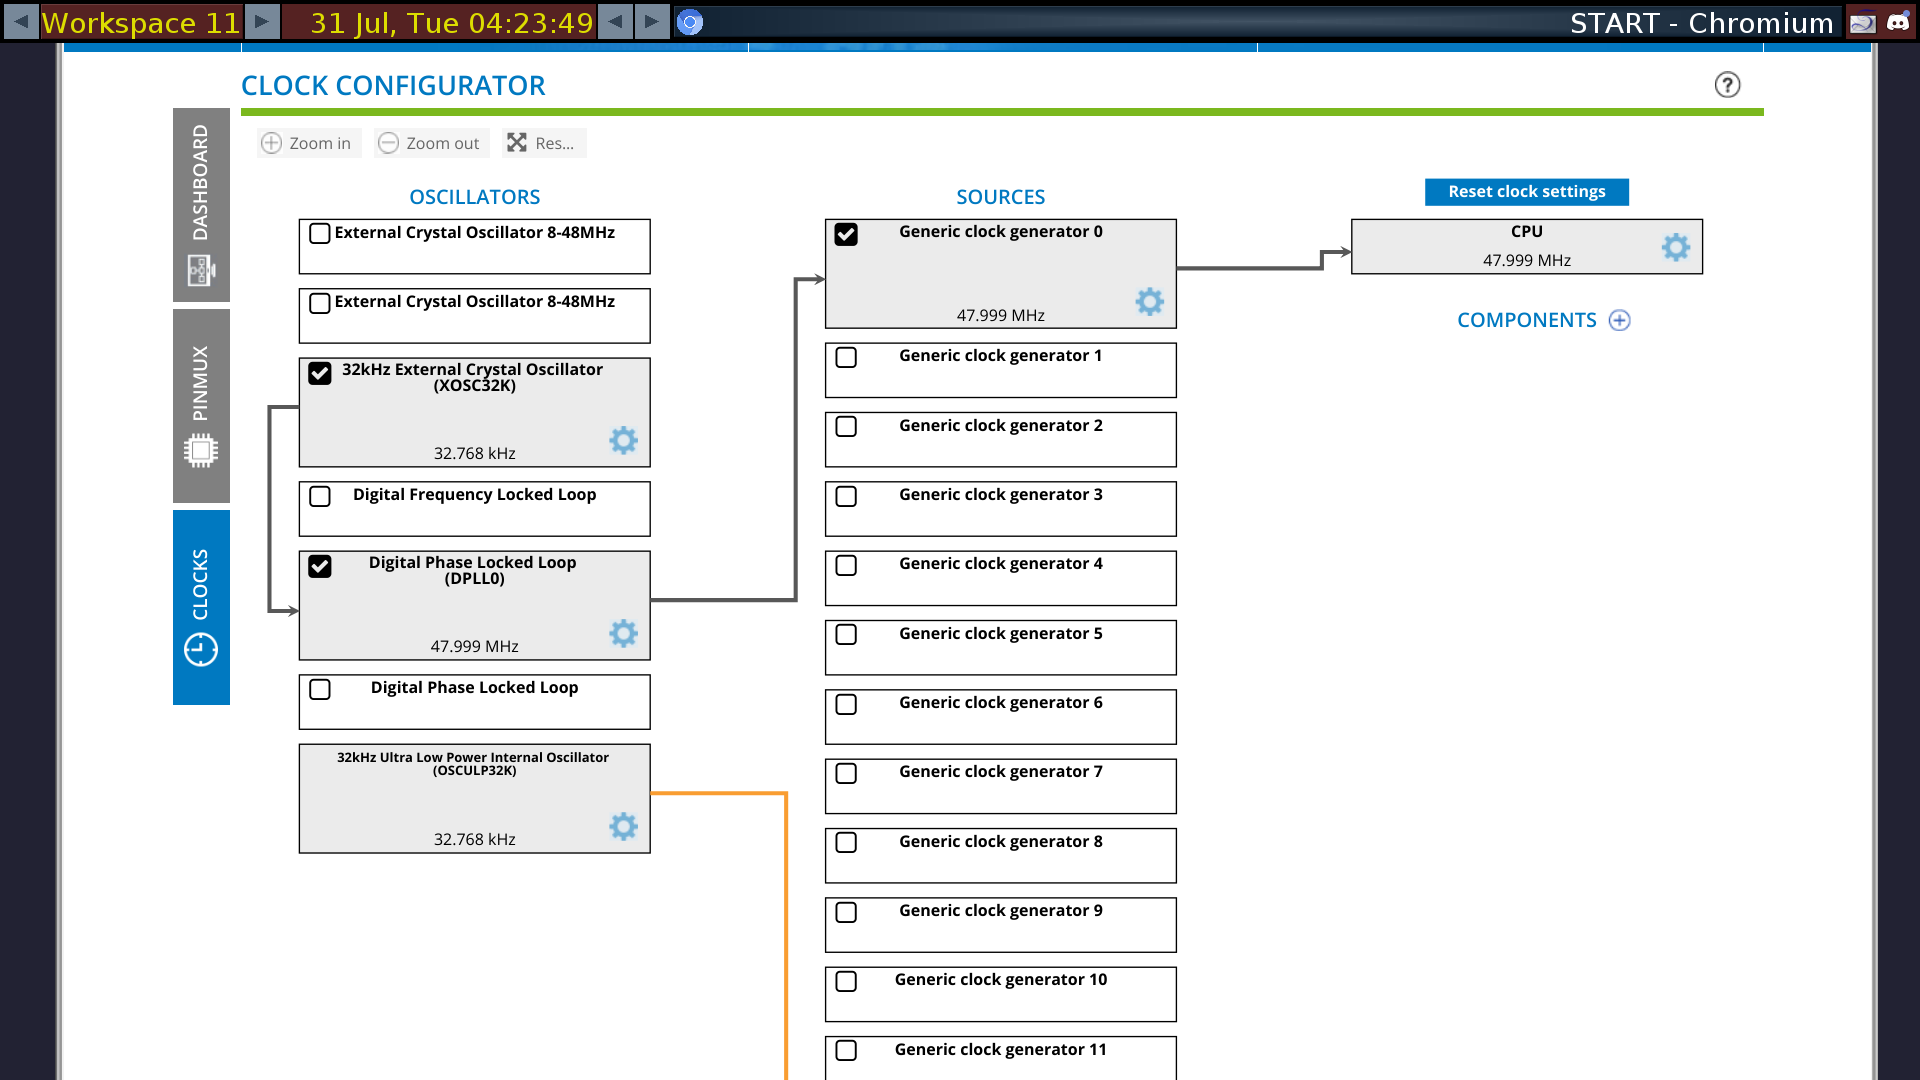 Workspace 11
31 Jul, Tue 04:23:49
START - Chromium
CLOCK CONFIGURATOR
?
DASHBOARD
PINMUX
CLOCKS
Zoom in
Zoom out
Res...
OSCILLATORS
External Crystal Oscillator 8-48MHz
External Crystal Oscillator 8-48MHz
32kHz External Crystal Oscillator
(XOSC32K)
32.768 kHz
Digital Frequency Locked Loop
Digital Phase Locked Loop
(DPLL0)
47.999 MHz
Digital Phase Locked Loop
32kHz Ultra Low Power Internal Oscillator
(OSCULP32K)
32.768 kHz
SOURCES
Generic clock generator 0
47.999 MHz
Generic clock generator 1
Generic clock generator 2
Generic clock generator 3
Generic clock generator 4
Generic clock generator 5
Generic clock generator 6
Generic clock generator 7
Generic clock generator 8
Generic clock generator 9
Generic clock generator 10
Generic clock generator 11
Reset clock settings
CPU
47.999 MHz
COMPONENTS